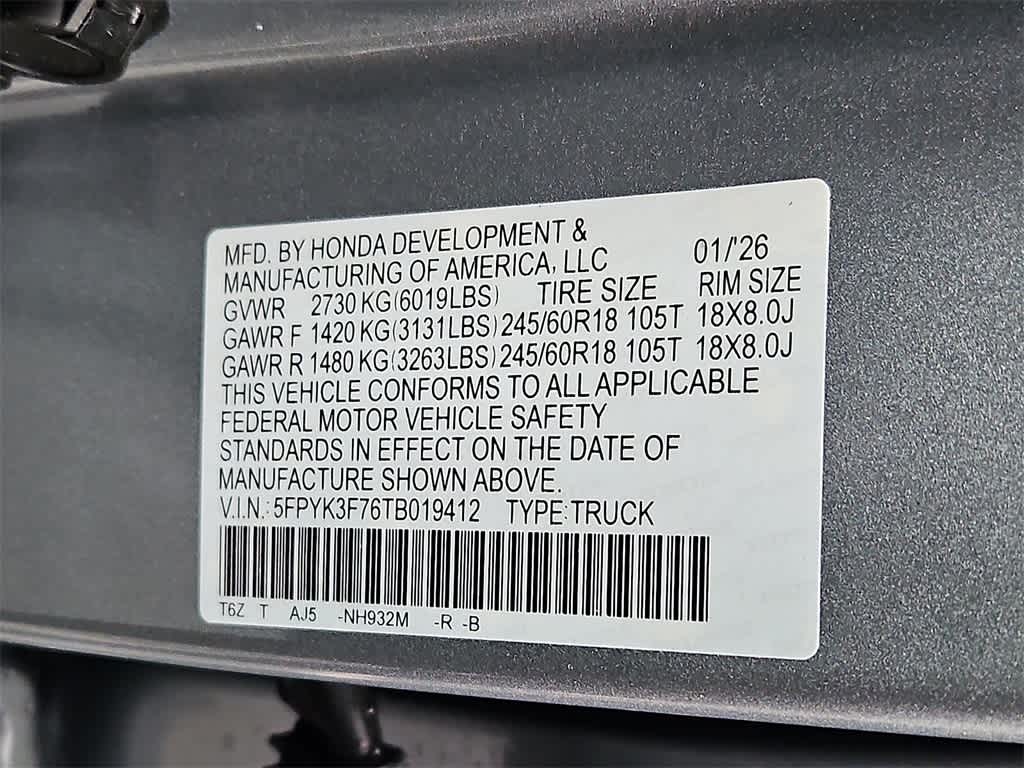 MFD. BY HONDA DEVELOPMENT &
MANUFACTURING OF AMERICA, LLC 01/'26
GVWR 2730 KG(6019LBS) TIRE SIZE RIM SIZE
GAWR F 1420 KG(3131LBS) 245/60R18 105T 18X8.0J
GAWR R 1480 KG(3263LBS) 245/60R18 105T 18X8.0J
THIS VEHICLE CONFORMS TO ALL APPLICABLE
FEDERAL MOTOR VEHICLE SAFETY
STANDARDS IN EFFECT ON THE DATE OF
MANUFACTURE SHOWN ABOVE.
V.I.N.: 5FPYK3F76TB019412 TYPE:TRUCK
T6Z T AJ5 -NH932M -R -B